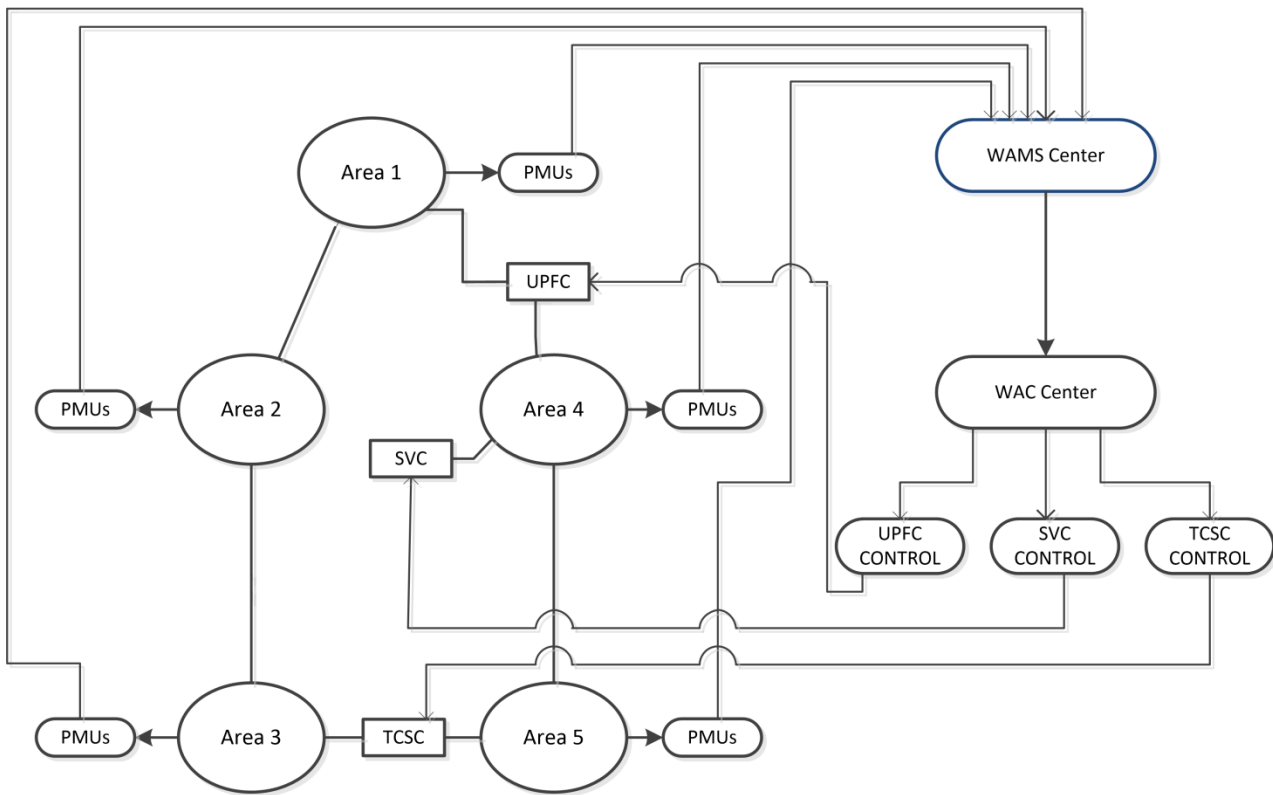 WAMS Center
Area 1
PMUs
UPFC
WAC Center
PMUs
Area 2
Area 4
PMUs
SVC
UPFC
CONTROL
SVC
CONTROL
TCSC
CONTROL
PMUs
Area 3
TCSC
Area 5
PMUs